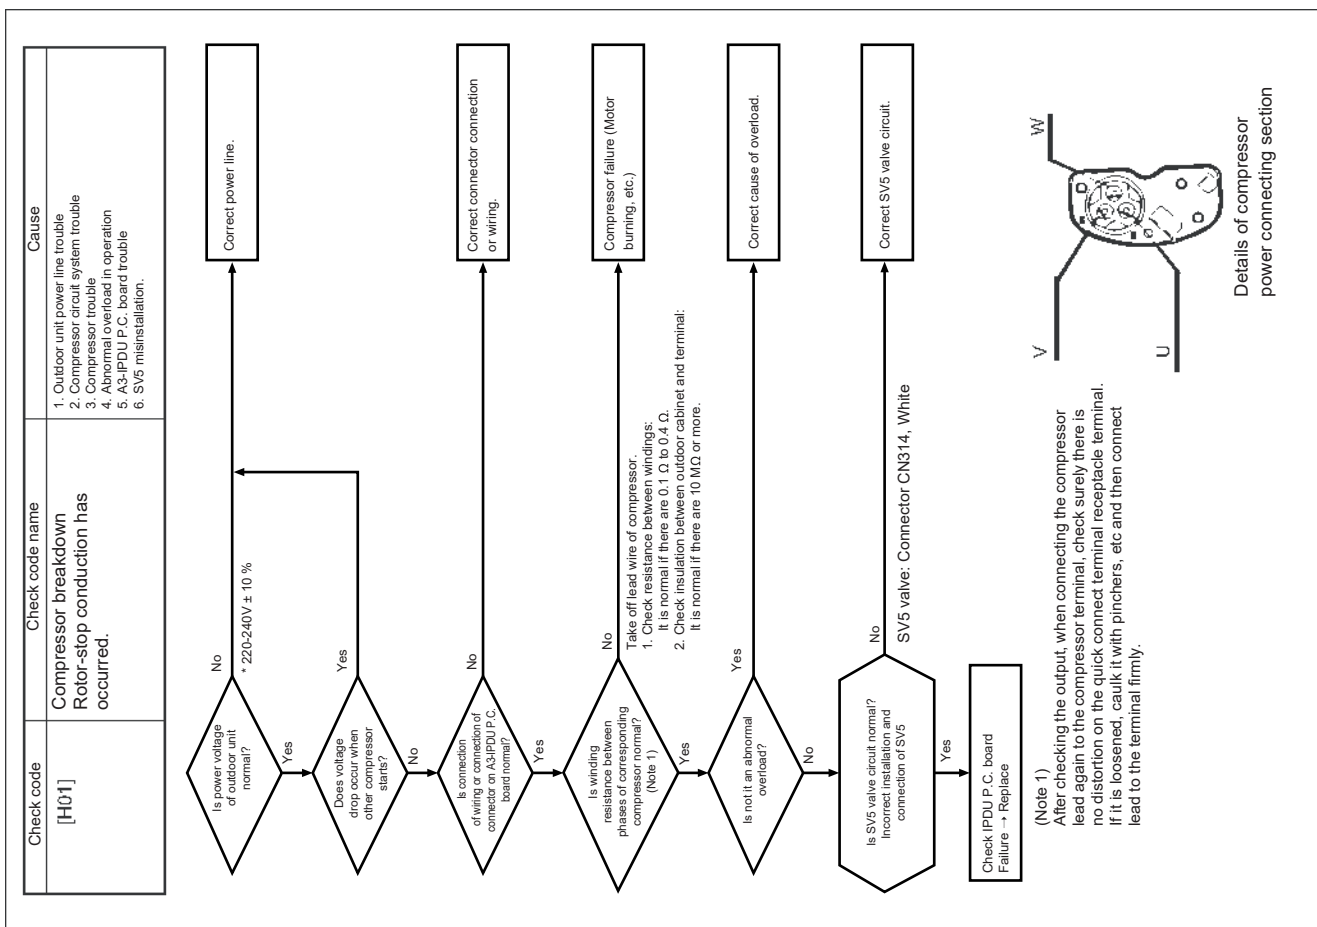 Check code
Check code name
Cause
[H01]
Compressor breakdown
Rotor-stop conduction has
occurred.
1. Outdoor unit power line trouble
2. Compressor circuit system trouble
3. Compressor trouble
4. Abnormal overload in operation
5. A3-IPDU P.C. board trouble
6. SV5 misinstallation.
Is power voltage
of outdoor unit
normal?
No
* 220-240V ± 10 %
Correct power line.
Yes
Does voltage
drop occur when
other compressor
starts?
Yes
No
Is connection
of wiring or connection of
connector on A3-IPDU P.C.
board normal?
No
Correct connector connection
or wiring.
Yes
Is winding
resistance between
phases of corresponding
compressor normal?
(Note 1)
No
Take off lead wire of compressor.
1. Check resistance between windings:
It is normal if there are 0.1 Ω to 0.4 Ω.
2. Check insulation between outdoor cabinet and terminal:
It is normal if there are 10 MΩ or more.
Compressor failure (Motor
burning, etc.)
Yes
Is not it an abnormal
overload?
Yes
Correct cause of overload.
No
Is SV5 valve circuit normal?
Incorrect installation and
connection of SV5
No
SV5 valve: Connector CN314, White
Correct SV5 valve circuit.
Yes
Check IPDU P.C. board
Failure → Replace
(Note 1)
After checking the output, when connecting the compressor
lead again to the compressor terminal, check surely there is
no distortion on the quick connect terminal receptacle terminal.
If it is loosened, caulk it with pinchers, etc and then connect
lead to the terminal firmly.
V
W
U
Details of compressor
power connecting section